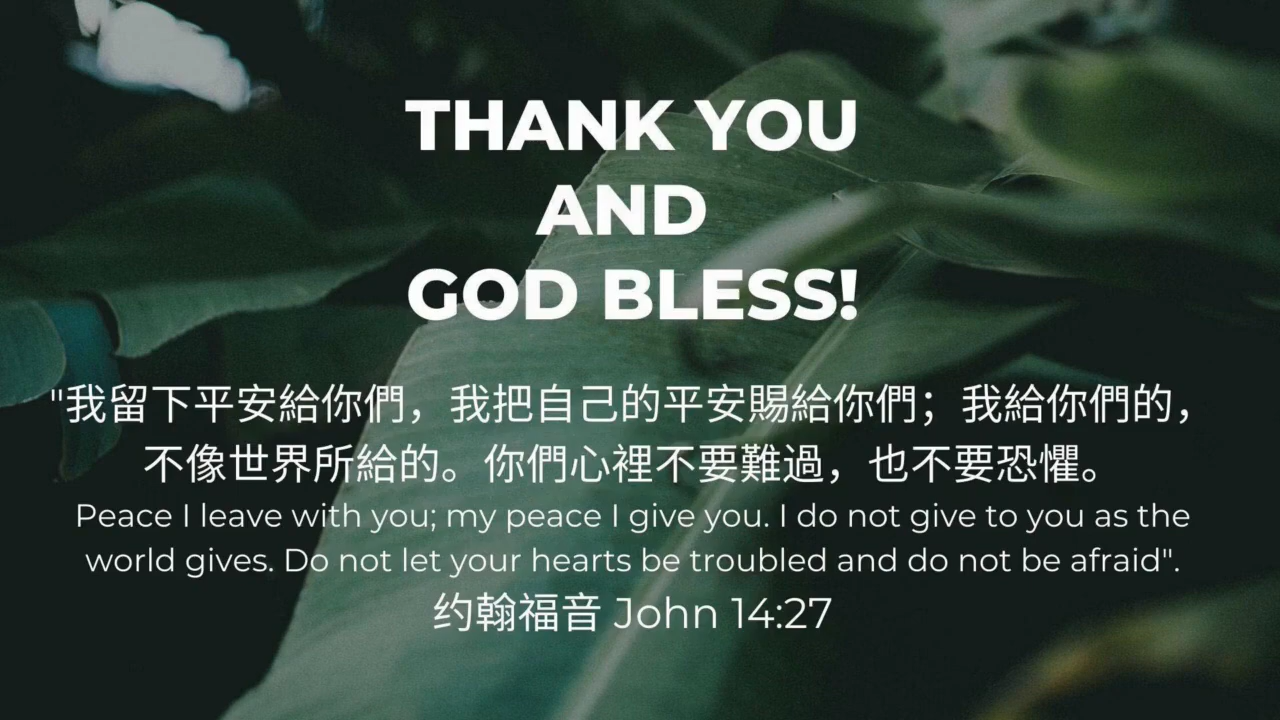 THANK YOU
AND
GOD BLESS!
"我留下平安給你們，我把自己的平安賜給你們；我給你們的，
不像世界所給的。你們心裡不要難過，也不要恐懼。
Peace I leave with you; my peace I give you. I do not give to you as the
world gives. Do not let your hearts be troubled and do not be afraid".
约翰福音 John 14:27